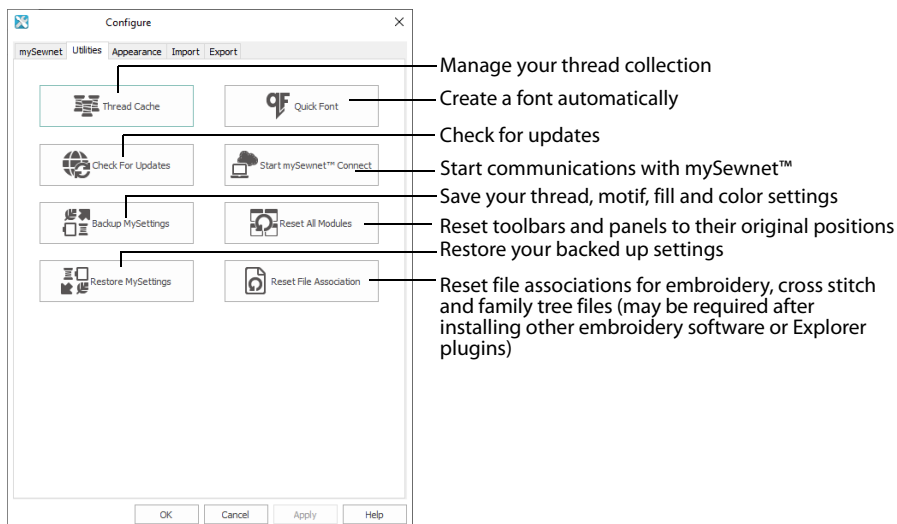 Configure
mySewnet Utilities Appearance Import Export
Thread Cache
Quick Font
Check For Updates
Start mySewnet™ Connect
Backup MySettings
Reset All Modules
Restore MySettings
Reset File Association
OK Cancel Apply Help
Manage your thread collection
Create a font automatically
Check for updates
Start communications with mySewnet™
Save your thread, motif, fill and color settings
Reset toolbars and panels to their original positions
Restore your backed up settings
Reset file associations for embroidery, cross stitch
and family tree files (may be required after
installing other embroidery software or Explorer
plugins)